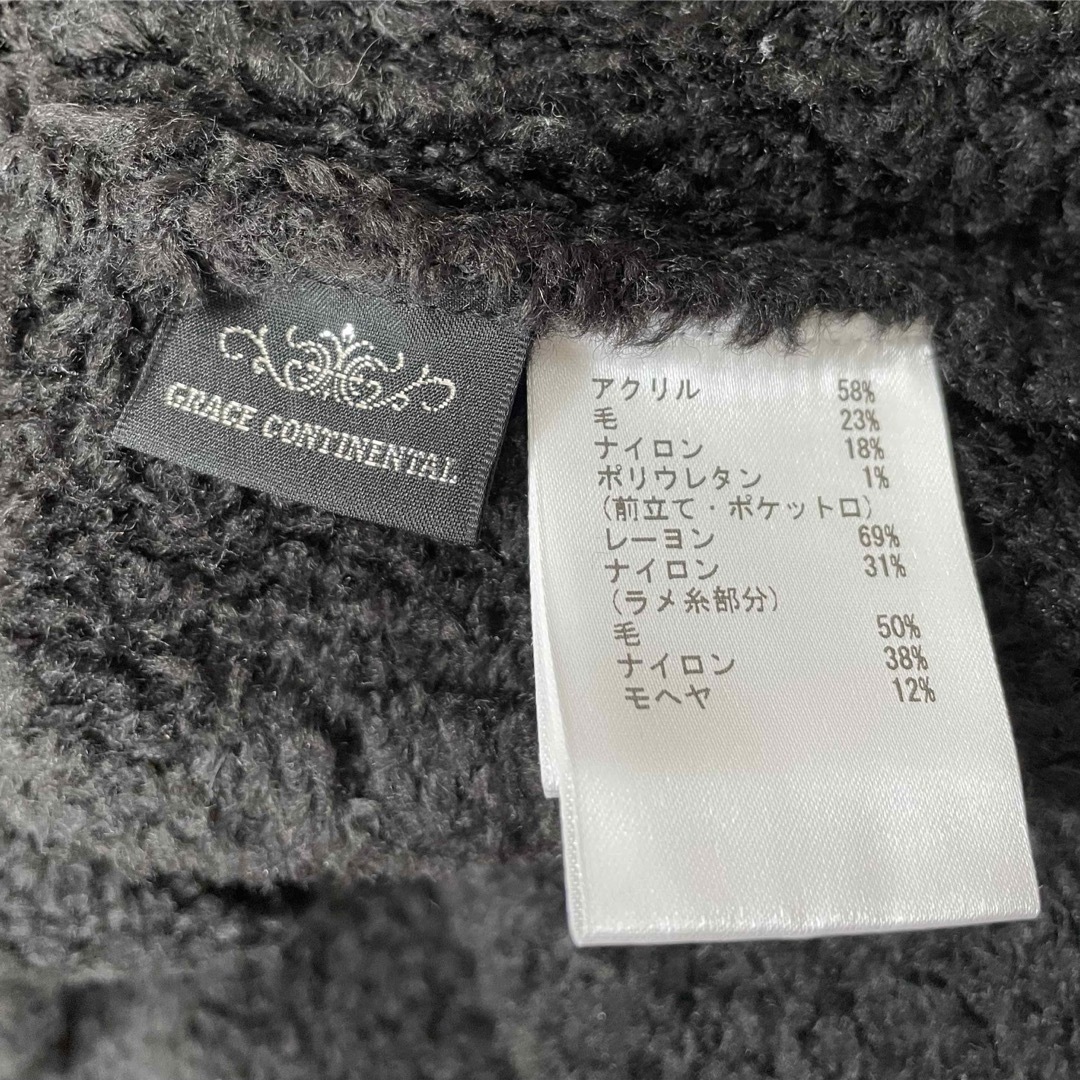 GRACE CONTINENTAL
アクリル 58%
毛 23%
ナイロン 18%
ポリウレタン 1%
(前立て・ポケット口)
レーヨン 69%
ナイロン 31%
(ラメ糸部分)
毛 50%
ナイロン 38%
モヘヤ 12%